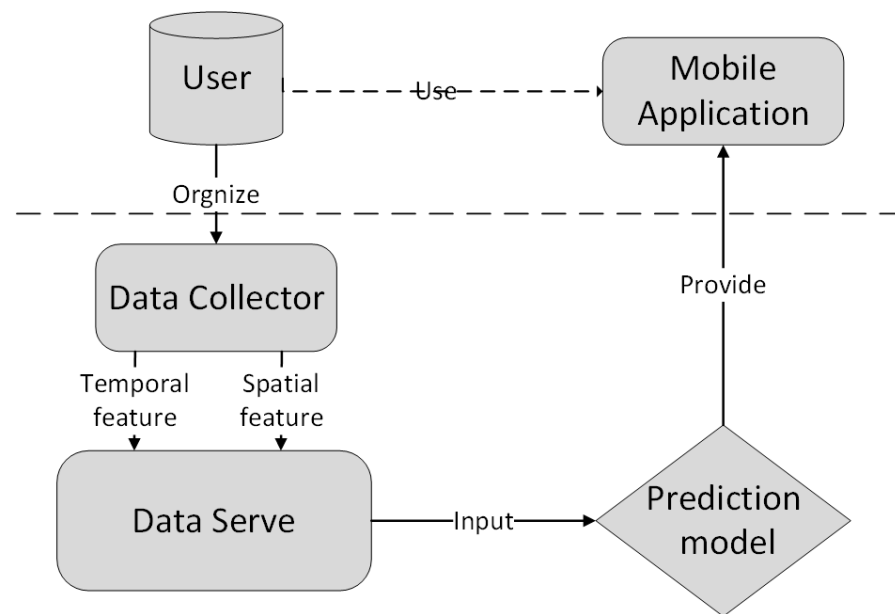 User
Use
Mobile
Application
Orgnize
Data Collector
Provide
Temporal
feature
Spatial
feature
Data Serve
Input
Prediction
model